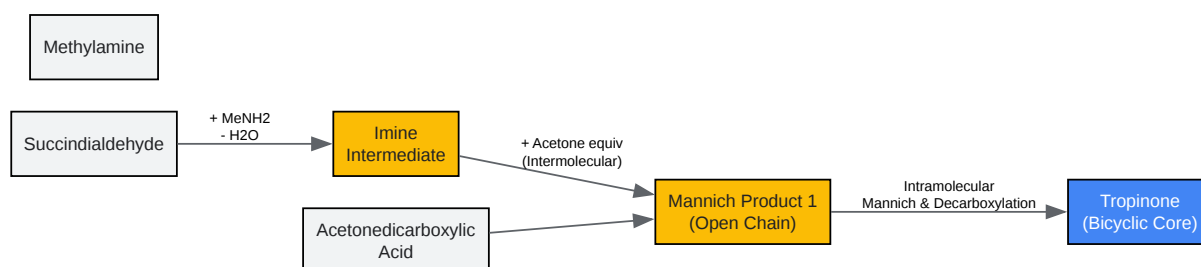 Methylamine
Succindialdehyde
+ MeNH2
- H2O
Imine
Intermediate
+ Acetone equiv
(Intermolecular)
Acetonedicarboxylic
Acid
Mannich Product 1
(Open Chain)
Intramolecular
Mannich & Decarboxylation
Tropinone
(Bicyclic Core)